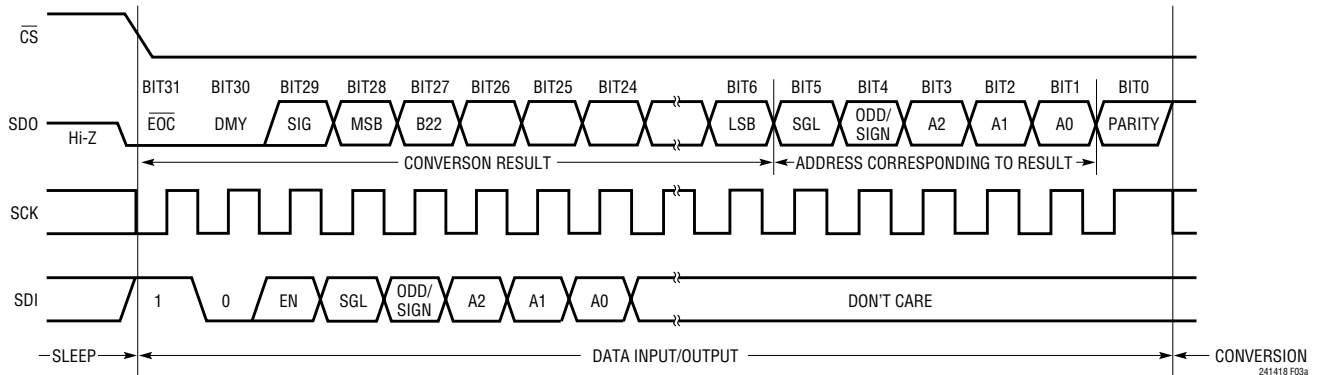 CS
BIT31 BIT30 BIT29 BIT28 BIT27 BIT26 BIT25 BIT24 BIT6 BIT5 BIT4 BIT3 BIT2 BIT1 BIT0
SDO Hi-Z EOC DMY SIG MSB B22 LSB SGL ODD/SIGN A2 A1 A0 PARITY
CONVERSON RESULT ADDRESS CORRESPONDING TO RESULT
SCK
SDI 1 0 EN SGL ODD/SIGN A2 A1 A0 DON'T CARE
SLEEP DATA INPUT/OUTPUT CONVERSION
241418 F03a